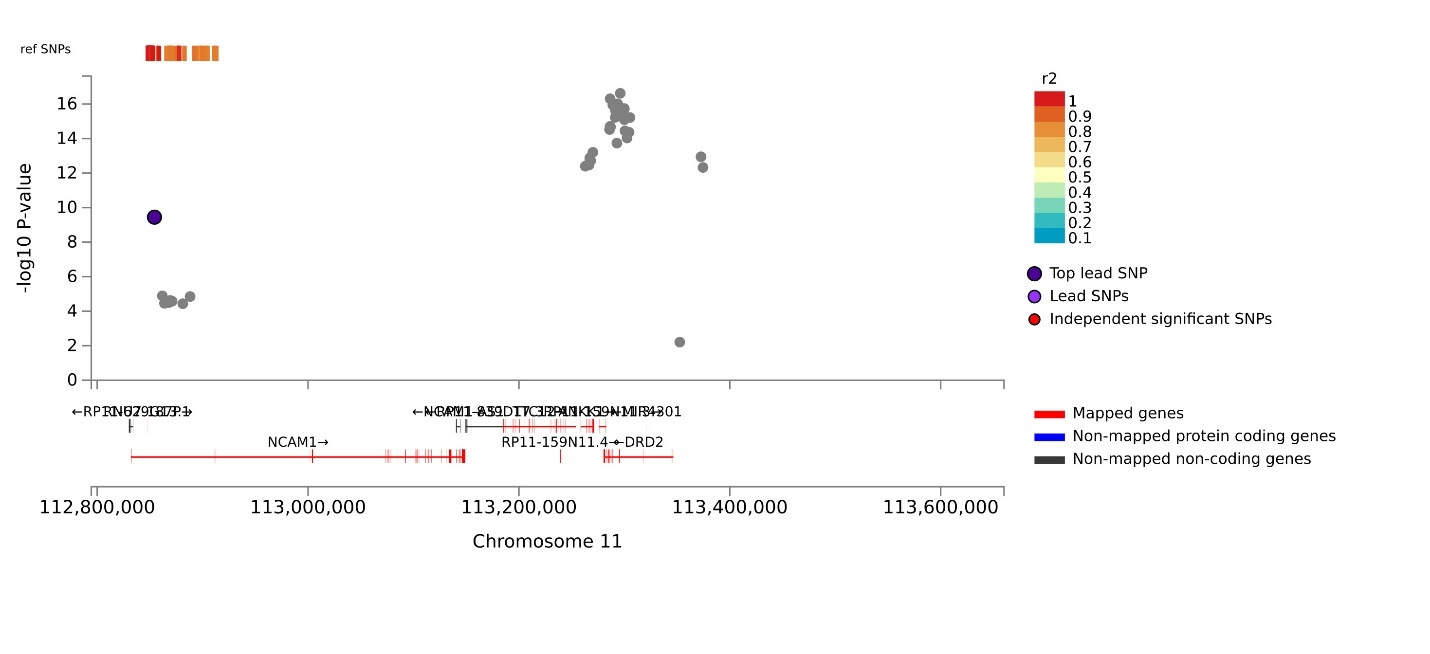 ref SNPs
r2
1
0.9
0.8
0.7
0.6
0.5
0.4
0.3
0.2
0.1
16
14
12
10
8
6
4
2
0
-log10 P-value
Top lead SNP
Lead SNPs
Independent significant SNPs
NCAM1→
RP11-159N11.4→
←DRD2
Mapped genes
Non-mapped protein coding genes
Non-mapped non-coding genes
112,800,000
113,000,000
113,200,000
113,400,000
113,600,000
Chromosome 11